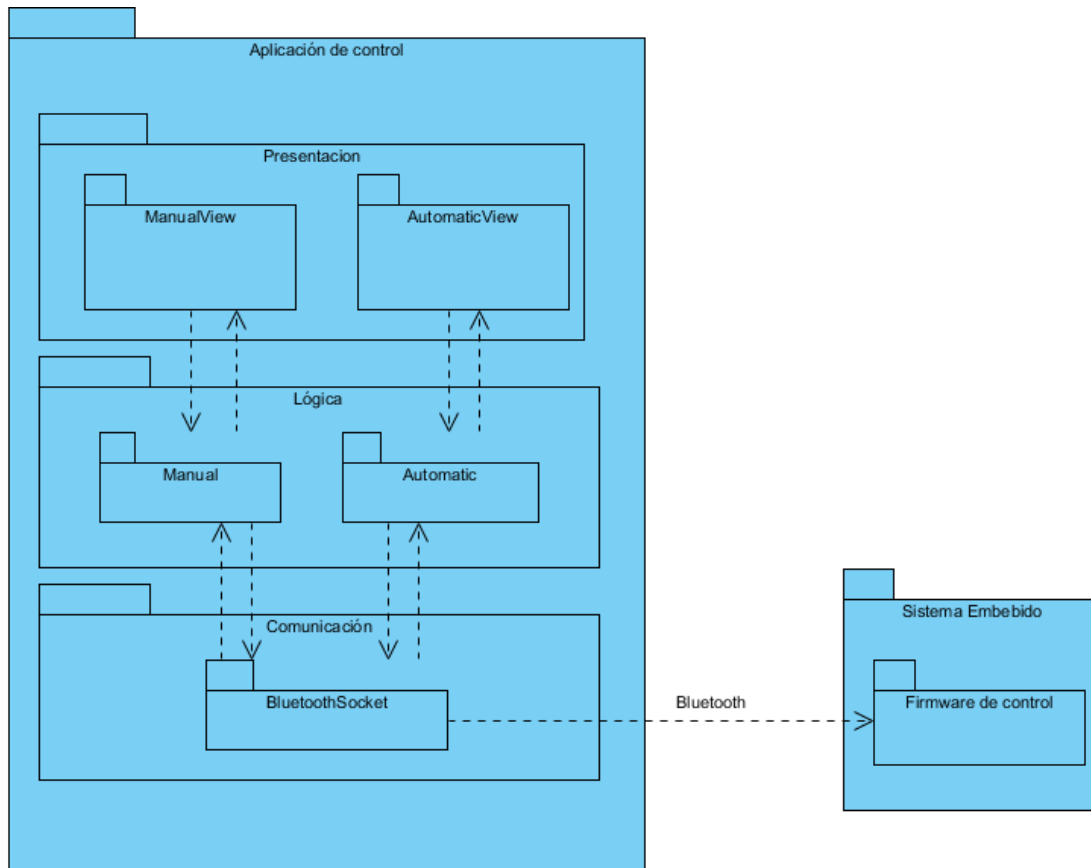 Aplicación de control
Presentacion
ManualView
AutomaticView
Lógica
Manual
Automatic
Comunicación
BluetoothSocket
Bluetooth
Sistema Embebido
Firmware de control